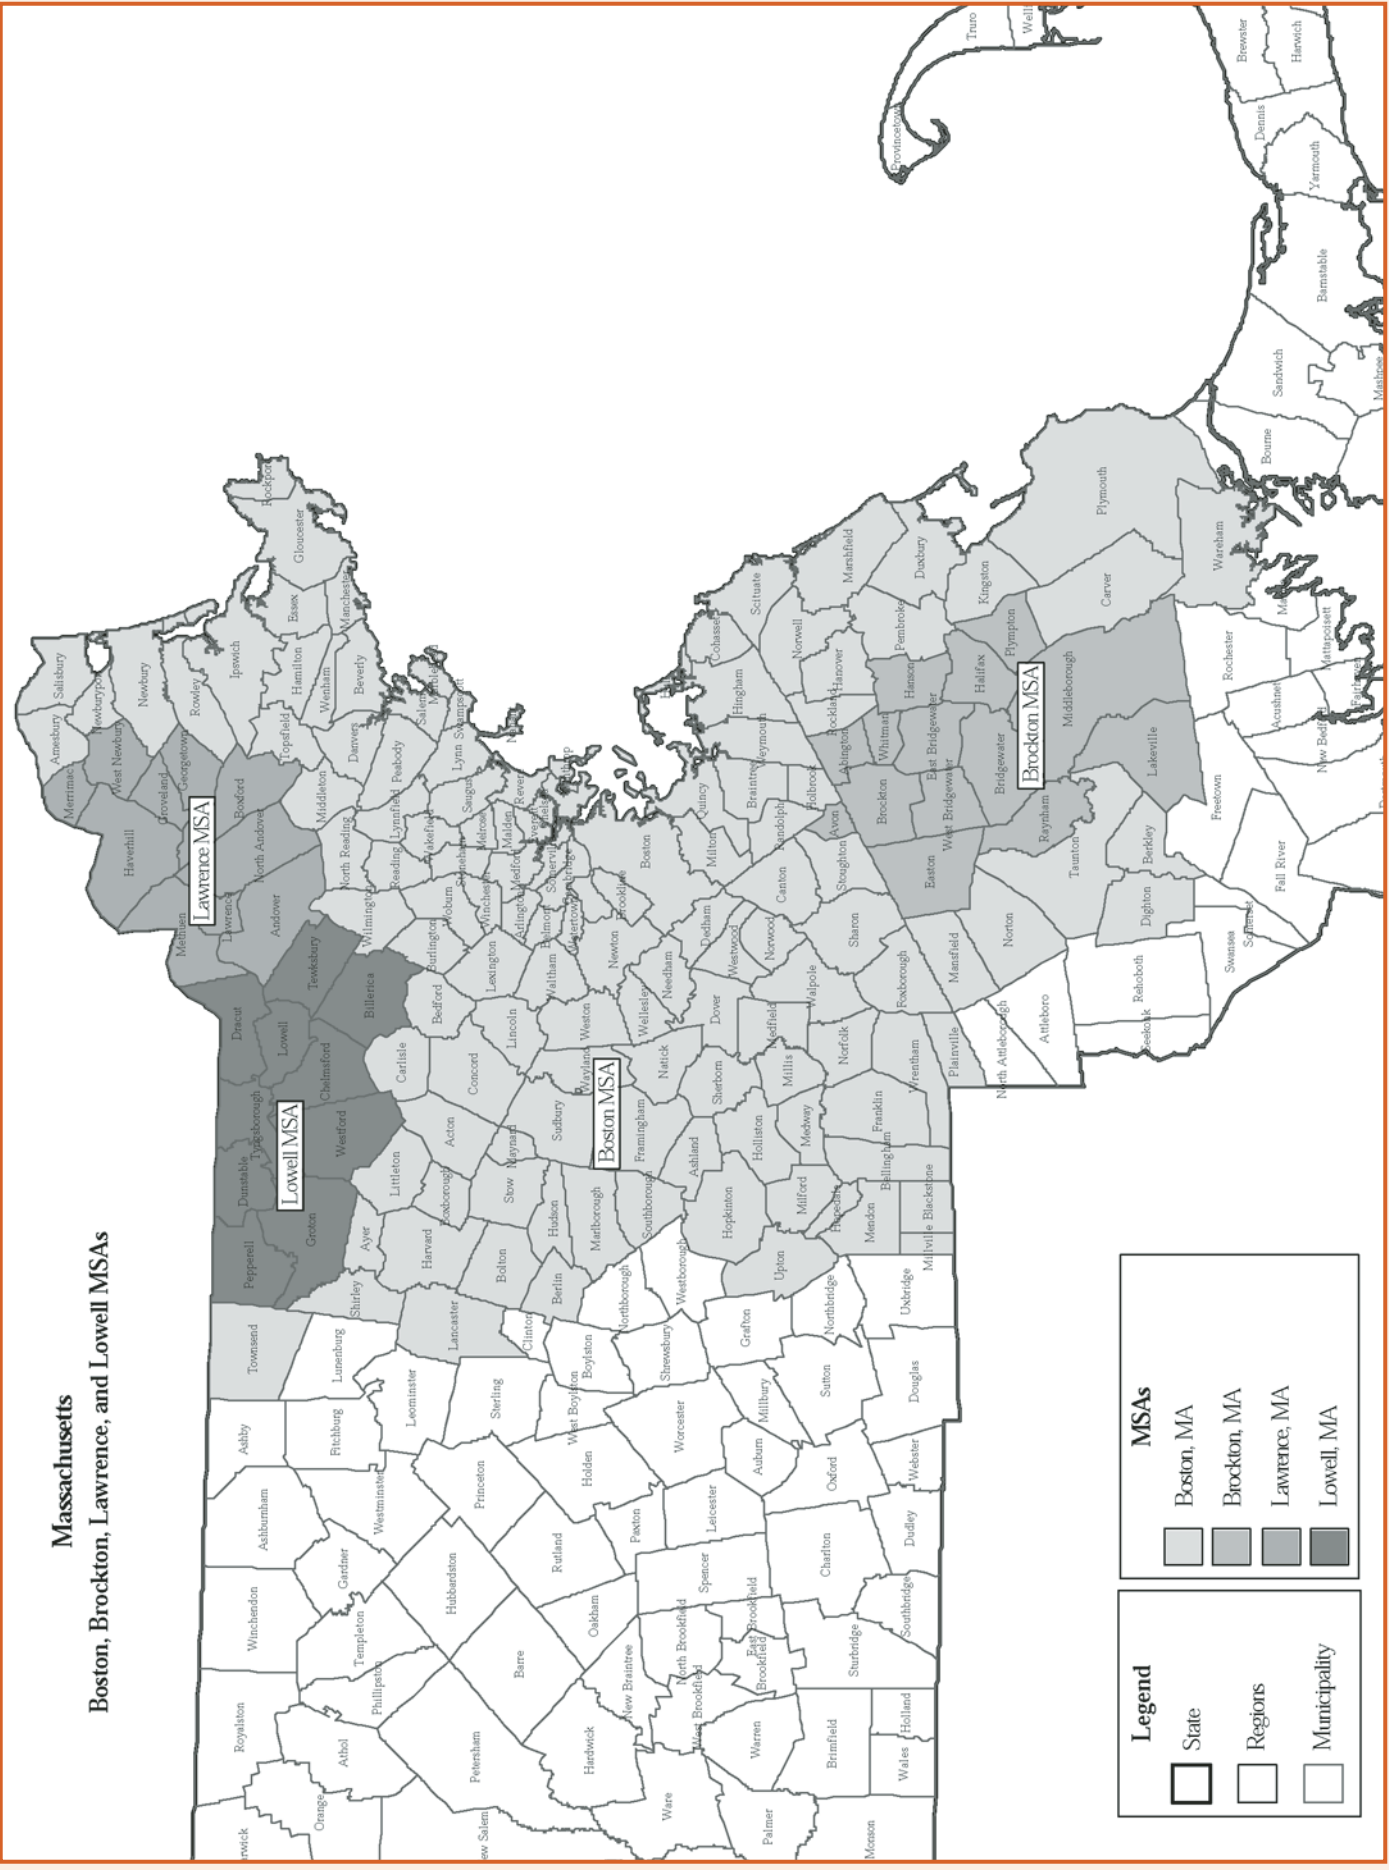 Massachusetts
Boston, Brockton, Lawrence, and Lowell MSAs
Lawrence MSA
Lowell MSA
Boston MSA
Brockton MSA
Salisbury
Amesbury
Merrimac
West Newbury
Newbury
Haverhill
Groveland
Georgetown
Rowley
Ipswich
Rockport
Gloucester
Essex
Manchester
Hamilton
Wenham
Beverly
Topsfield
Boxford
Methuen
Lawrence
North Andover
Andover
Middleton
Danvers
Peabody
Salem
Swampscott
Lynn
Lynnfield
Saugus
North Reading
Reading
Wakefield
Wilmington
Melrose
Malden
Revere
Medford
Winchester
Woburn
Burlington
Arlington
Belmont
Lexington
Waltham
Bedford
Lincoln
Weston
Newton
Boston
Dracut
Tewksbury
Lowell
Billerica
Chelmsford
Tyngsborough
Dunstable
Westford
Pepperell
Groton
Carlisle
Concord
Acton
Littleton
Boxborough
Maynard
Sudbury
Wayland
Stow
Hudson
Marlborough
Framingham
Southborough
Natick
Wellesley
Needham
Dedham
Westwood
Norwood
Dover
Medfield
Walpole
Sherborn
Millis
Norfolk
Ashland
Holliston
Medway
Franklin
Wrentham
Plainville
Hopkinton
Milford
Bellingham
Hopedale
Mendon
Blackstone
Millville
Upton
Ayer
Harvard
Shirley
Bolton
Berlin
Lancaster
Townsend
Lunenburg
Clinton
Northborough
Westborough
Northbridge
Uxbridge
Grafton
Shrewsbury
Boylston
West Boylston
Leominster
Sterling
Millbury
Sutton
Douglas
Ashby
Fitchburg
Worcester
Auburn
Holden
Oxford
Webster
Ashburnham
Westminster
Princeton
Paxton
Leicester
Gardner
Rutland
Spencer
Charlton
Dudley
Winchendon
Hubbardston
Oakham
North Brookfield
East Brookfield
Brookfield
Southbridge
Sturbridge
Templeton
Phillipston
Barre
New Braintree
West Brookfield
Royalston
Athol
Petersham
Hardwick
Warren
Brimfield
Holland
Wales
Orange
Ware
Palmer
Monson
Quincy
Milton
Braintree
Randolph
Holbrook
Canton
Stoughton
Sharon
Foxborough
Mansfield
Norton
Hingham
Cohasset
Scituate
Norwell
Hanover
Rockland
Marshfield
Duxbury
Pembroke
Kingston
Plymouth
Carver
Wareham
Abington
Whitman
Hanson
Avon
Brockton
East Bridgewater
West Bridgewater
Bridgewater
Halifax
Plympton
Middleborough
Lakeville
Easton
Raynham
Taunton
Berkley
Dighton
North Attleborough
Attleboro
Rehoboth
Seekonk
Swansea
Somerset
Freetown
Fall River
Rochester
Acushnet
New Bedford
Mattapoisett
Fairhaven
Provincetown
Truro
Brewster
Harwich
Dennis
Yarmouth
Barnstable
Sandwich
Mashpee
Bourne
MSAs
Boston, MA
Brockton, MA
Lawrence, MA
Lowell, MA
Legend
State
Regions
Municipality